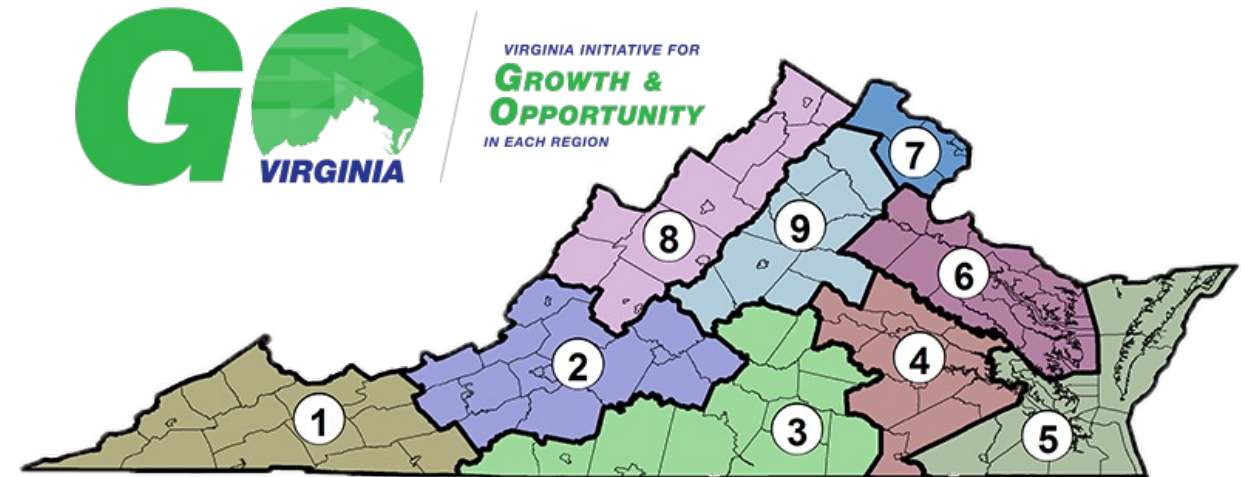 GO
VIRGINIA
VIRGINIA INITIATIVE FOR
GROWTH &
OPPORTUNITY
IN EACH REGION
7
8
9
6
2
4
1
3
5